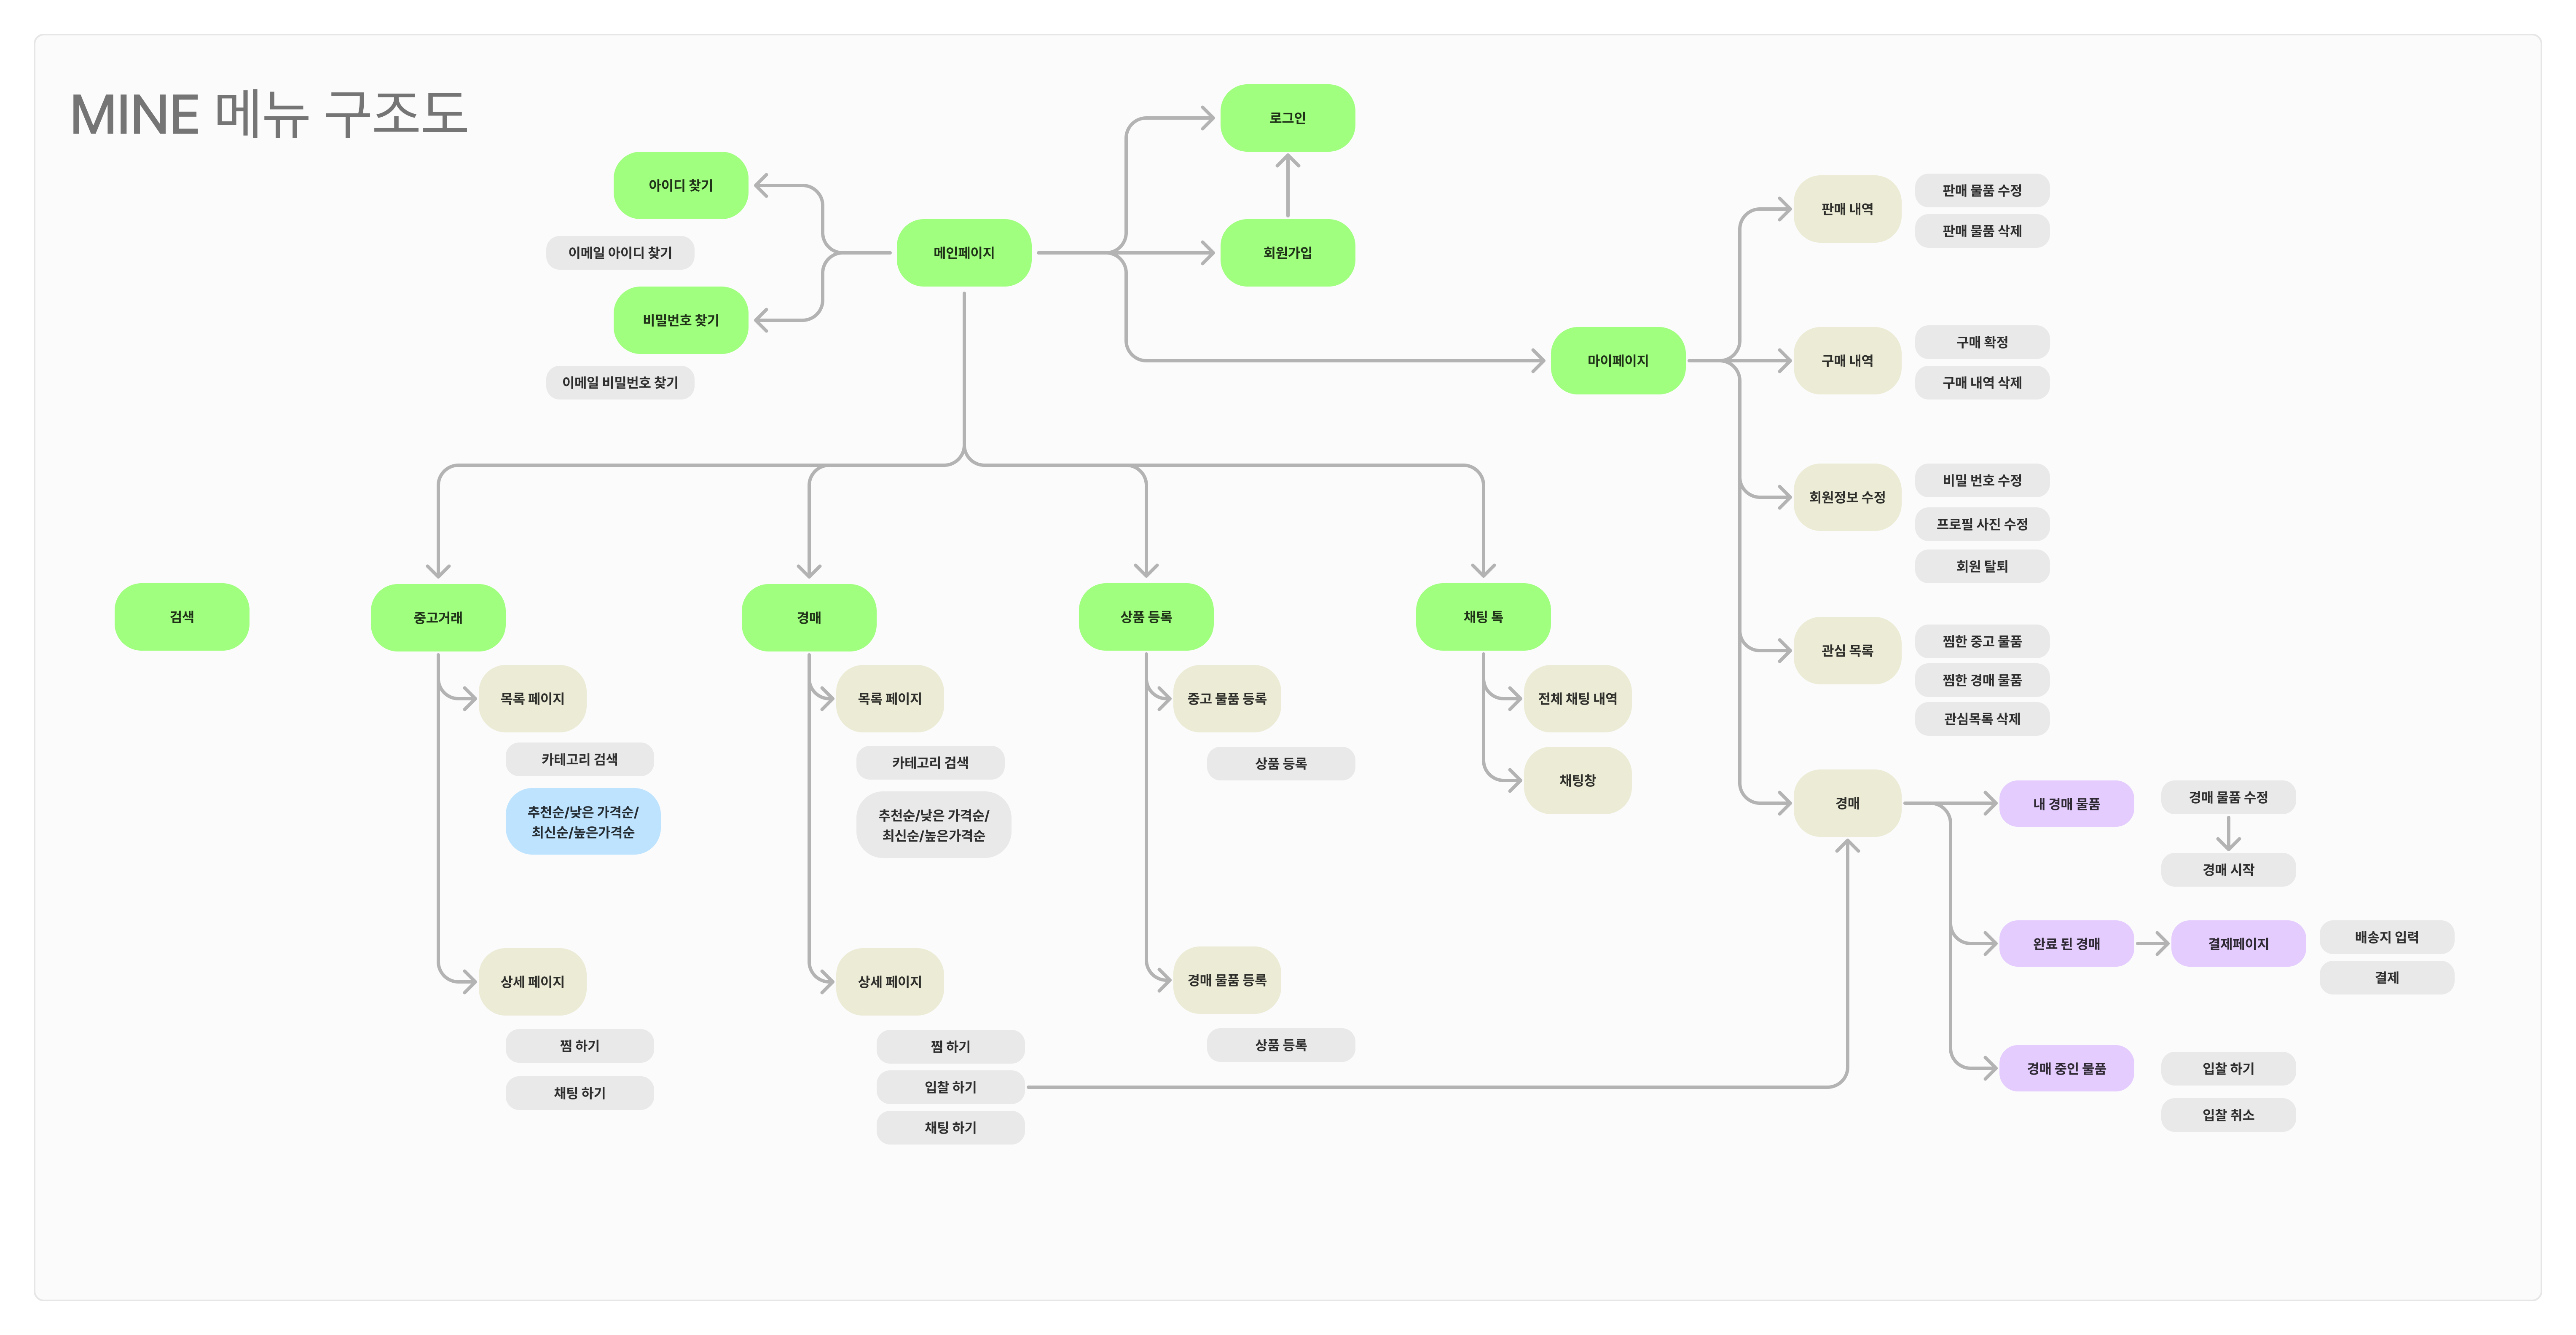 MINE 메뉴 구조도
로그인
아이디 찾기
이메일 아이디 찾기
메인페이지
회원가입
비밀번호 찾기
이메일 비밀번호 찾기
마이페이지
판매 내역
판매 물품 수정
판매 물품 삭제
구매 내역
구매 확정
구매 내역 삭제
회원정보 수정
비밀 번호 수정
프로필 사진 수정
회원 탈퇴
관심 목록
찜한 중고 물품
찜한 경매 물품
관심목록 삭제
경매
내 경매 물품
경매 물품 수정
경매 시작
완료 된 경매
결제페이지
배송지 입력
결제
경매 중인 물품
입찰 하기
입찰 취소
검색
중고거래
목록 페이지
카테고리 검색
추천순/낮은 가격순/
최신순/높은가격순
상세 페이지
찜 하기
채팅 하기
경매
목록 페이지
카테고리 검색
추천순/낮은 가격순/
최신순/높은가격순
상세 페이지
찜 하기
입찰 하기
채팅 하기
상품 등록
중고 물품 등록
상품 등록
경매 물품 등록
상품 등록
채팅 톡
전체 채팅 내역
채팅창